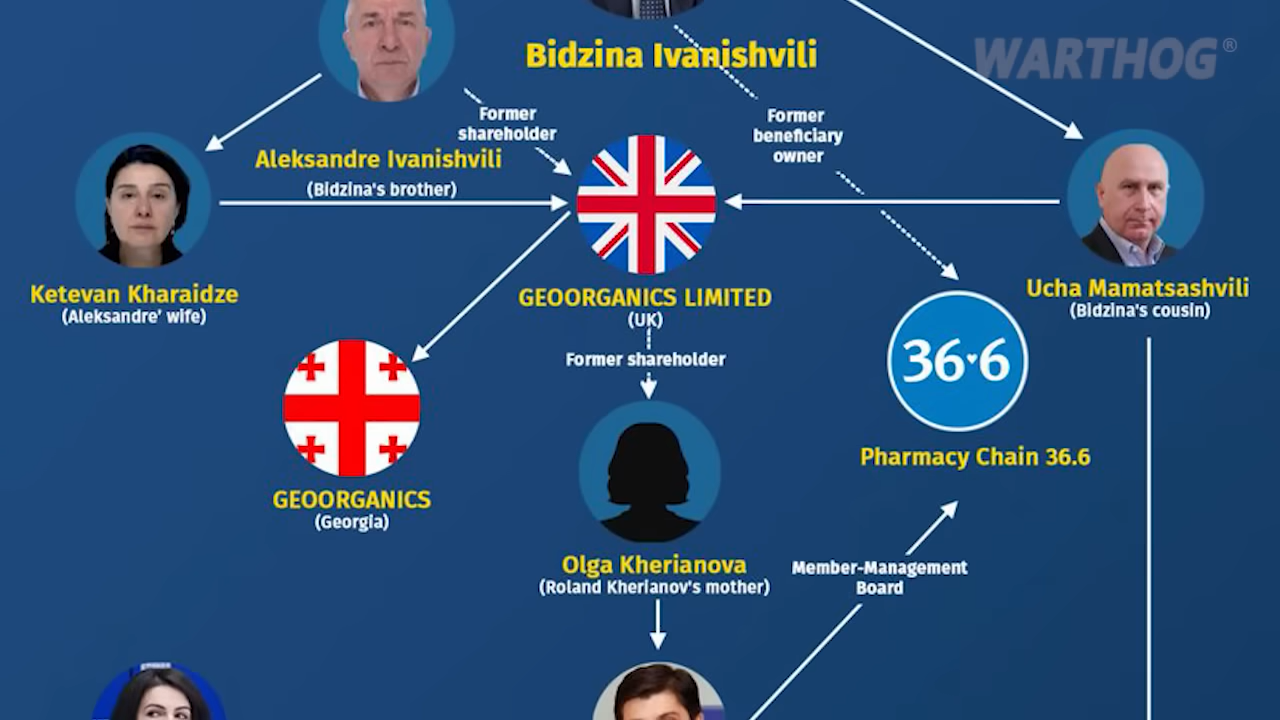 WARTHOG®
Bidzina Ivanishvili
Former
shareholder
Former
beneficiary
owner
Aleksandre Ivanishvili
(Bidzina's brother)
Ketevan Kharaidze
(Aleksandre' wife)
GEOORGANICS LIMITED
(UK)
Ucha Mamatsashvili
(Bidzina's cousin)
Former shareholder
36♥6
Pharmacy Chain 36.6
GEOORGANICS
(Georgia)
Olga Kherianova
(Roland Kherianov's mother)
Member-Management
Board